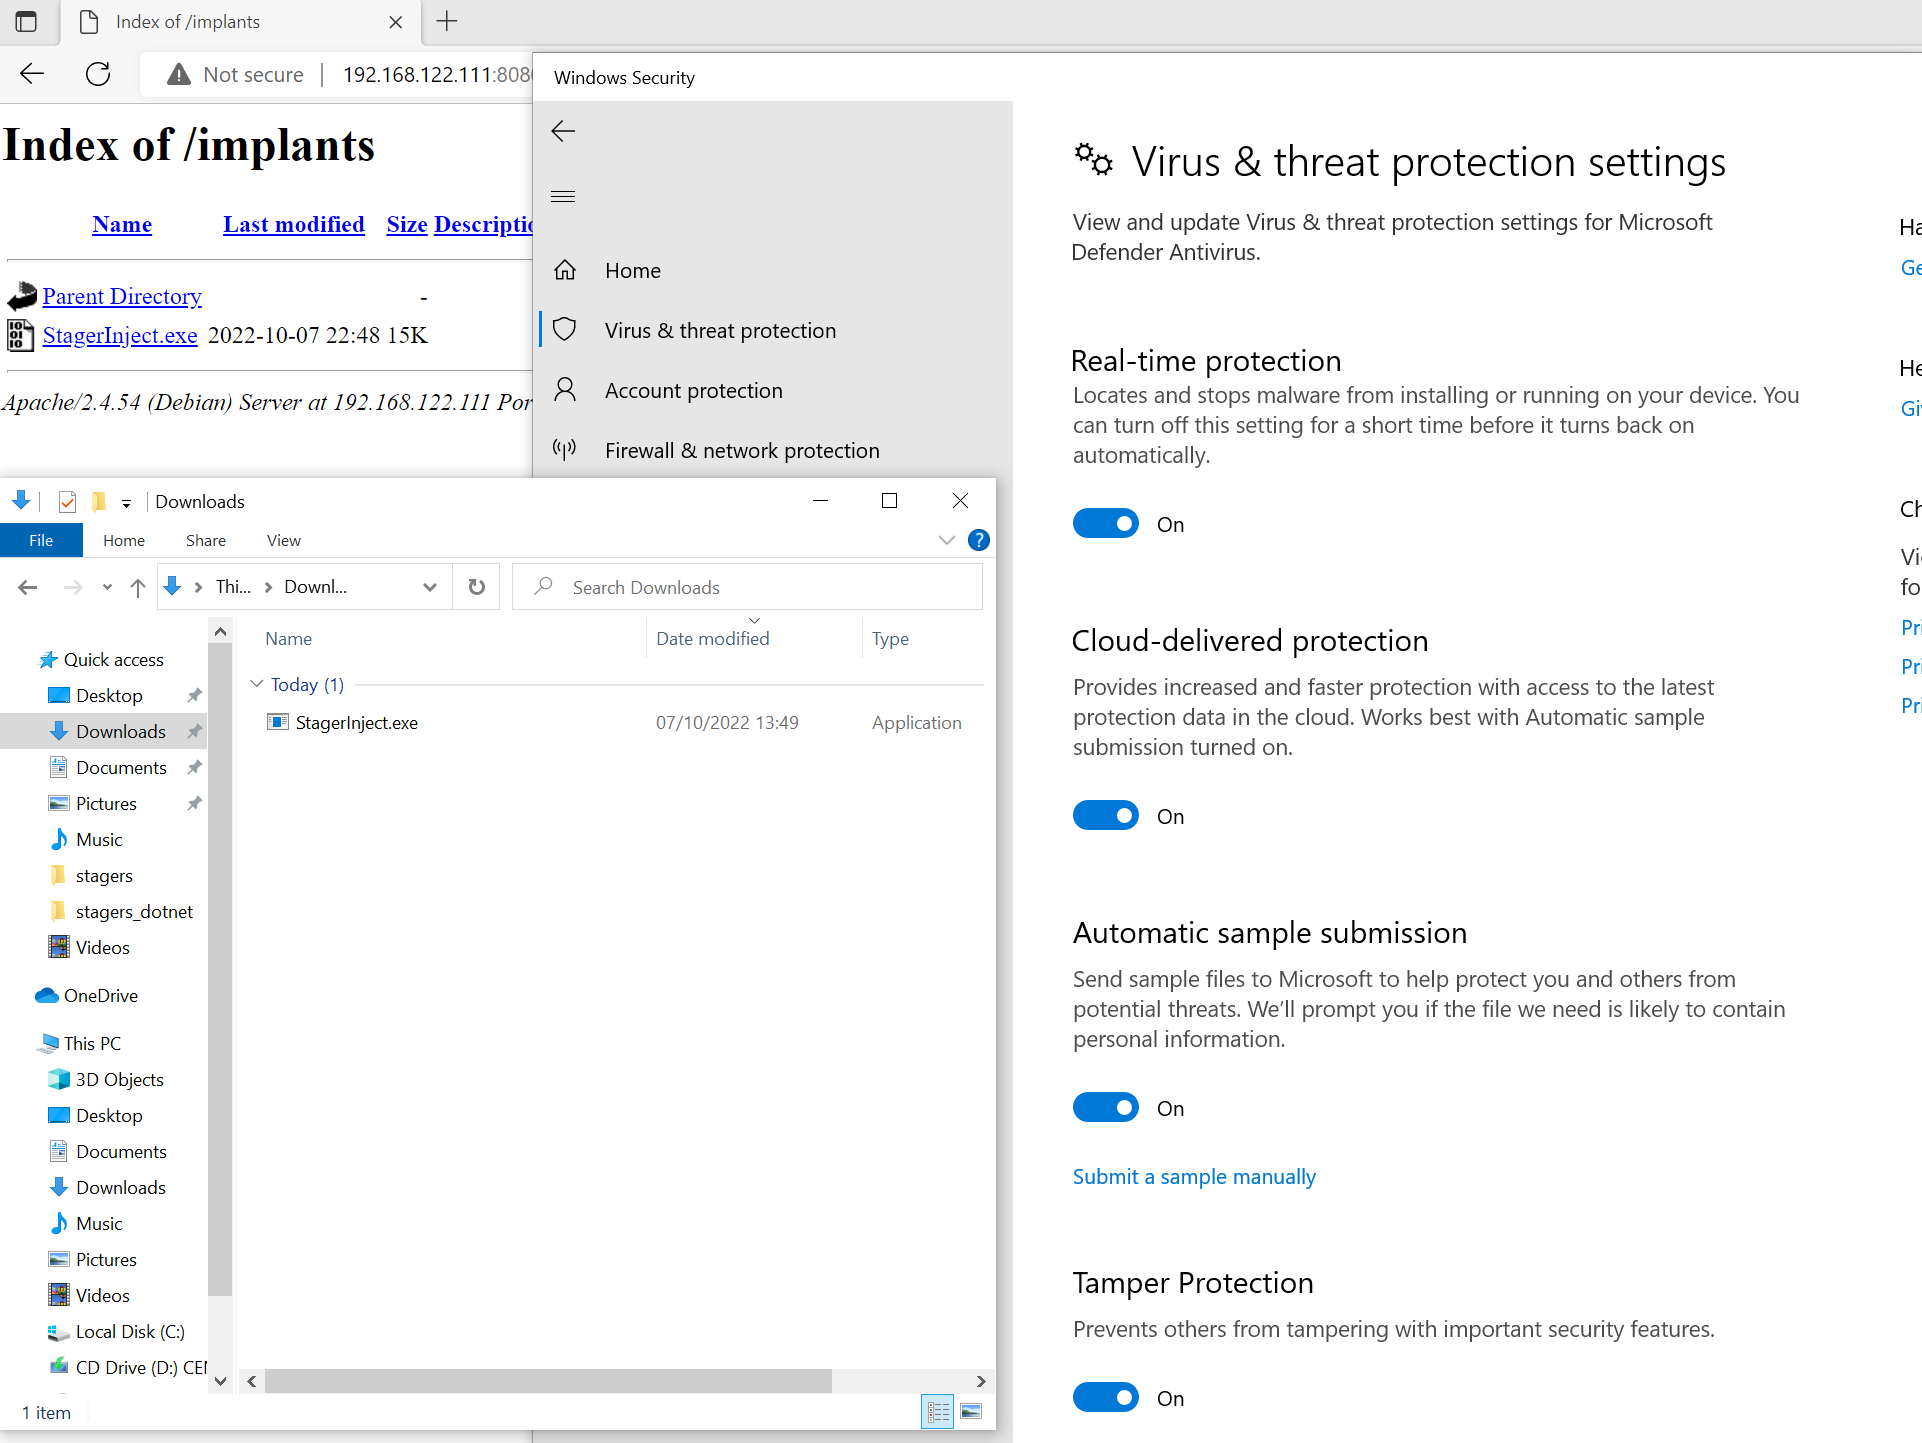 Index of /implants
Not secure
192.168.122.111:808
Index of /implants
Name Last modified Size Descriptio
Parent Directory -
StagerInject.exe 2022-10-07 22:48 15K
Apache/2.4.54 (Debian) Server at 192.168.122.111 Por
Windows Security
Home
Virus & threat protection
Account protection
Firewall & network protection
Virus & threat protection settings
View and update Virus & threat protection settings for Microsoft
Defender Antivirus.
Real-time protection
Locates and stops malware from installing or running on your device. You
can turn off this setting for a short time before it turns back on
automatically.
On
Cloud-delivered protection
Provides increased and faster protection with access to the latest
protection data in the cloud. Works best with Automatic sample
submission turned on.
On
Automatic sample submission
Send sample files to Microsoft to help protect you and others from
potential threats. We’ll prompt you if the file we need is likely to contain
personal information.
On
Submit a sample manually
Tamper Protection
Prevents others from tampering with important security features.
On
Ha
Ge
He
Gi
Ch
Vi
fo
Pri
Pri
Pri
Downloads
File Home Share View
Thi... Downl...
Search Downloads
Name Date modified Type
Today (1)
StagerInject.exe 07/10/2022 13:49 Application
Quick access
Desktop
Downloads
Documents
Pictures
Music
stagers
stagers_dotnet
Videos
OneDrive
This PC
3D Objects
Desktop
Documents
Downloads
Music
Pictures
Videos
Local Disk (C:)
CD Drive (D:) CE
1 item